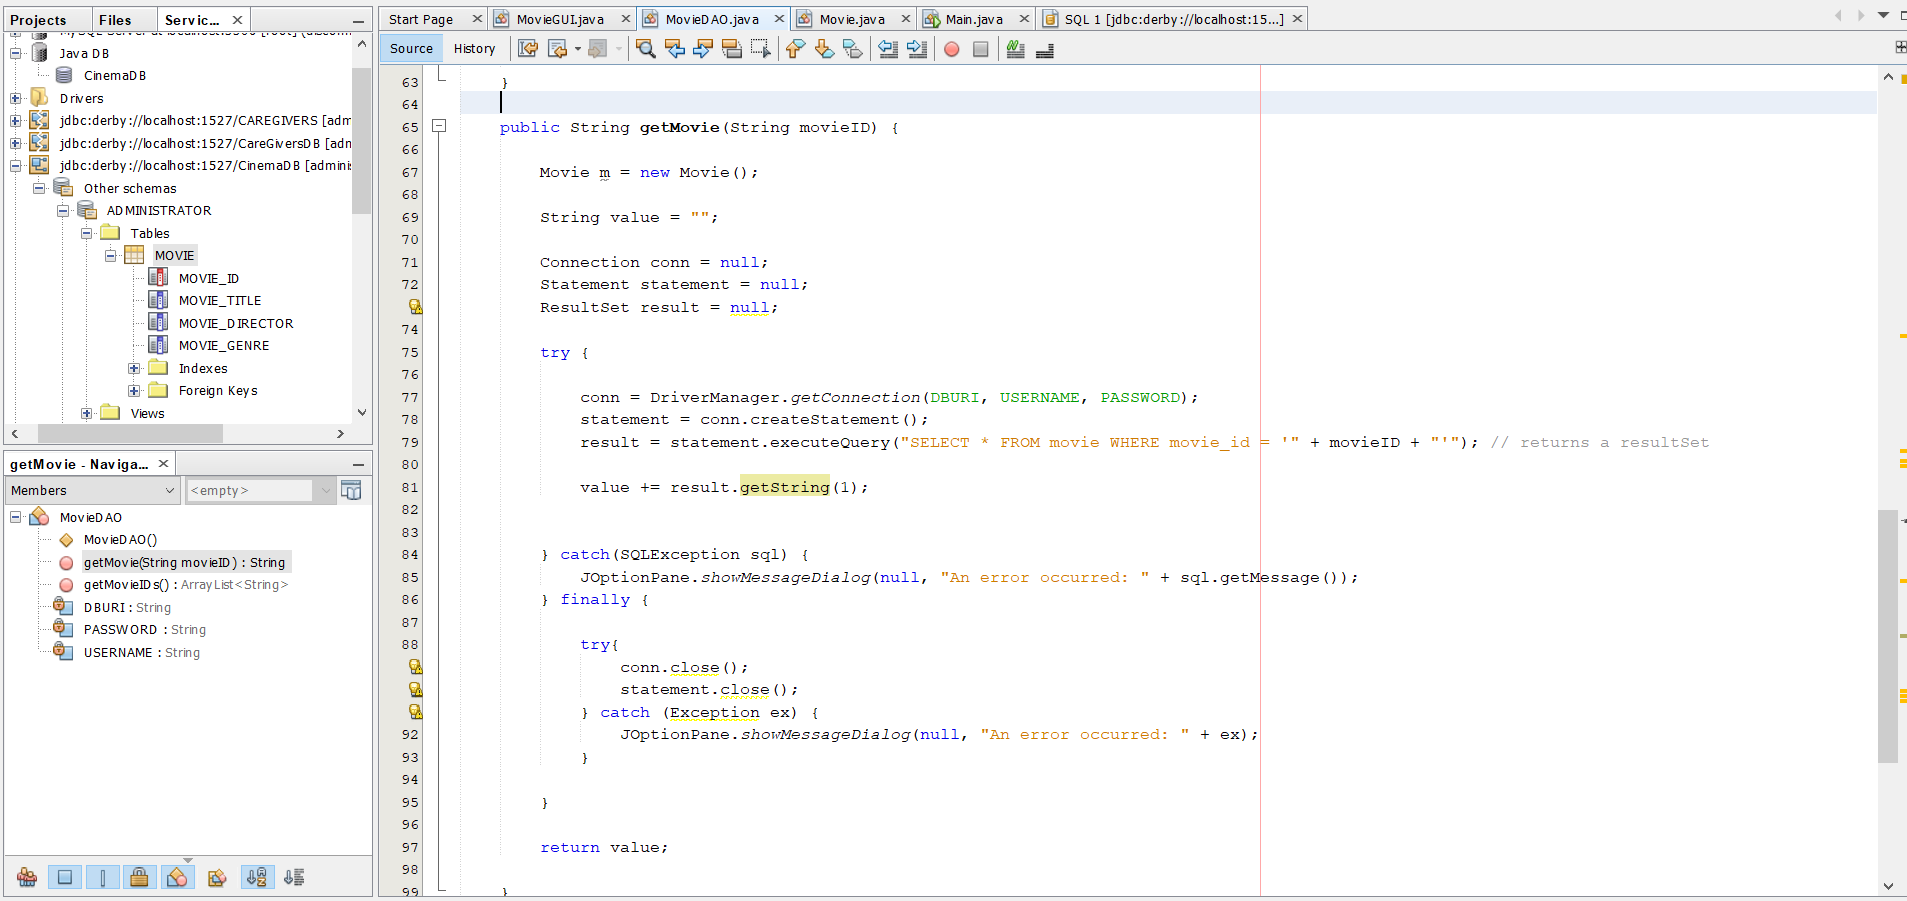 Projects Files Servic... ×
Start Page × MovieGUI.java × MovieDAO.java × Movie.java × Main.java × SQL 1 [jdbc:derby://localhost:15...] ×
Source History
Java DB
CinemaDB
Drivers
jdbc:derby://localhost:1527/CAREGIVERS [adm
jdbc:derby://localhost:1527/CareGiversDB [adn
jdbc:derby://localhost:1527/CinemaDB [adminis
Other schemas
ADMINISTRATOR
Tables
MOVIE
MOVIE_ID
MOVIE_TITLE
MOVIE_DIRECTOR
MOVIE_GENRE
Indexes
Foreign Keys
Views
getMovie - Naviga... ×
Members <empty>
MovieDAO
MovieDAO()
getMovie(String movieID) : String
getMovieIDs() : ArrayList<String>
DBURI : String
PASSWORD : String
USERNAME : String
63 }
64
65 public String getMovie(String movieID) {
66
67 Movie m = new Movie();
68
69 String value = "";
70
71 Connection conn = null;
72 Statement statement = null;
ResultSet result = null;
74
75 try {
76
77 conn = DriverManager.getConnection(DBURI, USERNAME, PASSWORD);
78 statement = conn.createStatement();
79 result = statement.executeQuery("SELECT * FROM movie WHERE movie_id = '" + movieID + "'"); // returns a resultSet
80
81 value += result.getString(1);
82
83
84 } catch(SQLException sql) {
85 JOptionPane.showMessageDialog(null, "An error occurred: " + sql.getMessage());
86 } finally {
87
88 try{
conn.close();
statement.close();
} catch (Exception ex) {
92 JOptionPane.showMessageDialog(null, "An error occurred: " + ex);
93 }
94
95 }
96
97 return value;
98
99 }